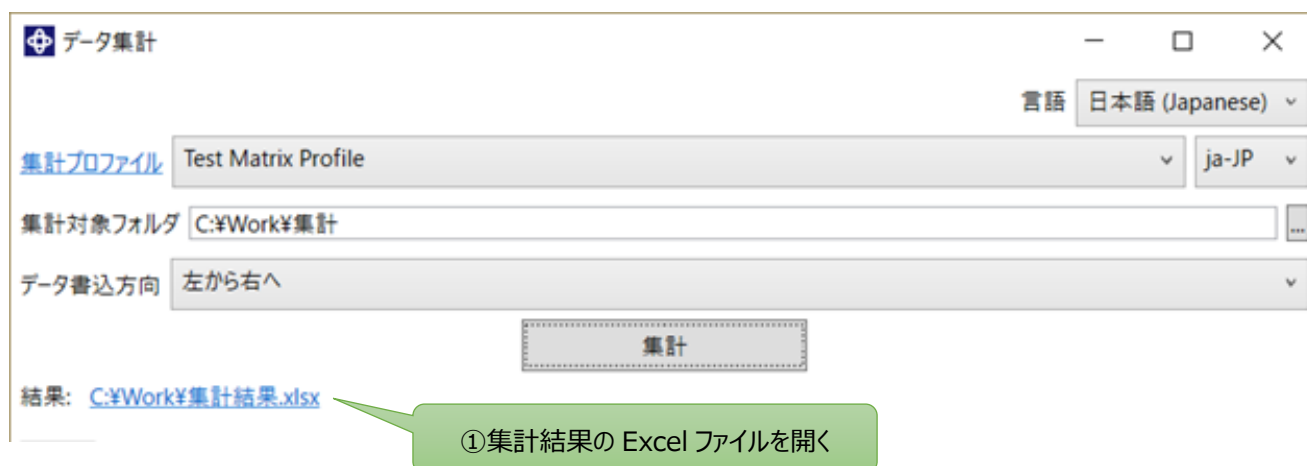 データ集計
言語 日本語 (Japanese)
集計プロファイル Test Matrix Profile ja-JP
集計対象フォルダ C:¥Work¥集計 ...
データ書込方向 左から右へ
集計
結果: C:¥Work¥集計結果.xlsx
①集計結果の Excel ファイルを開く